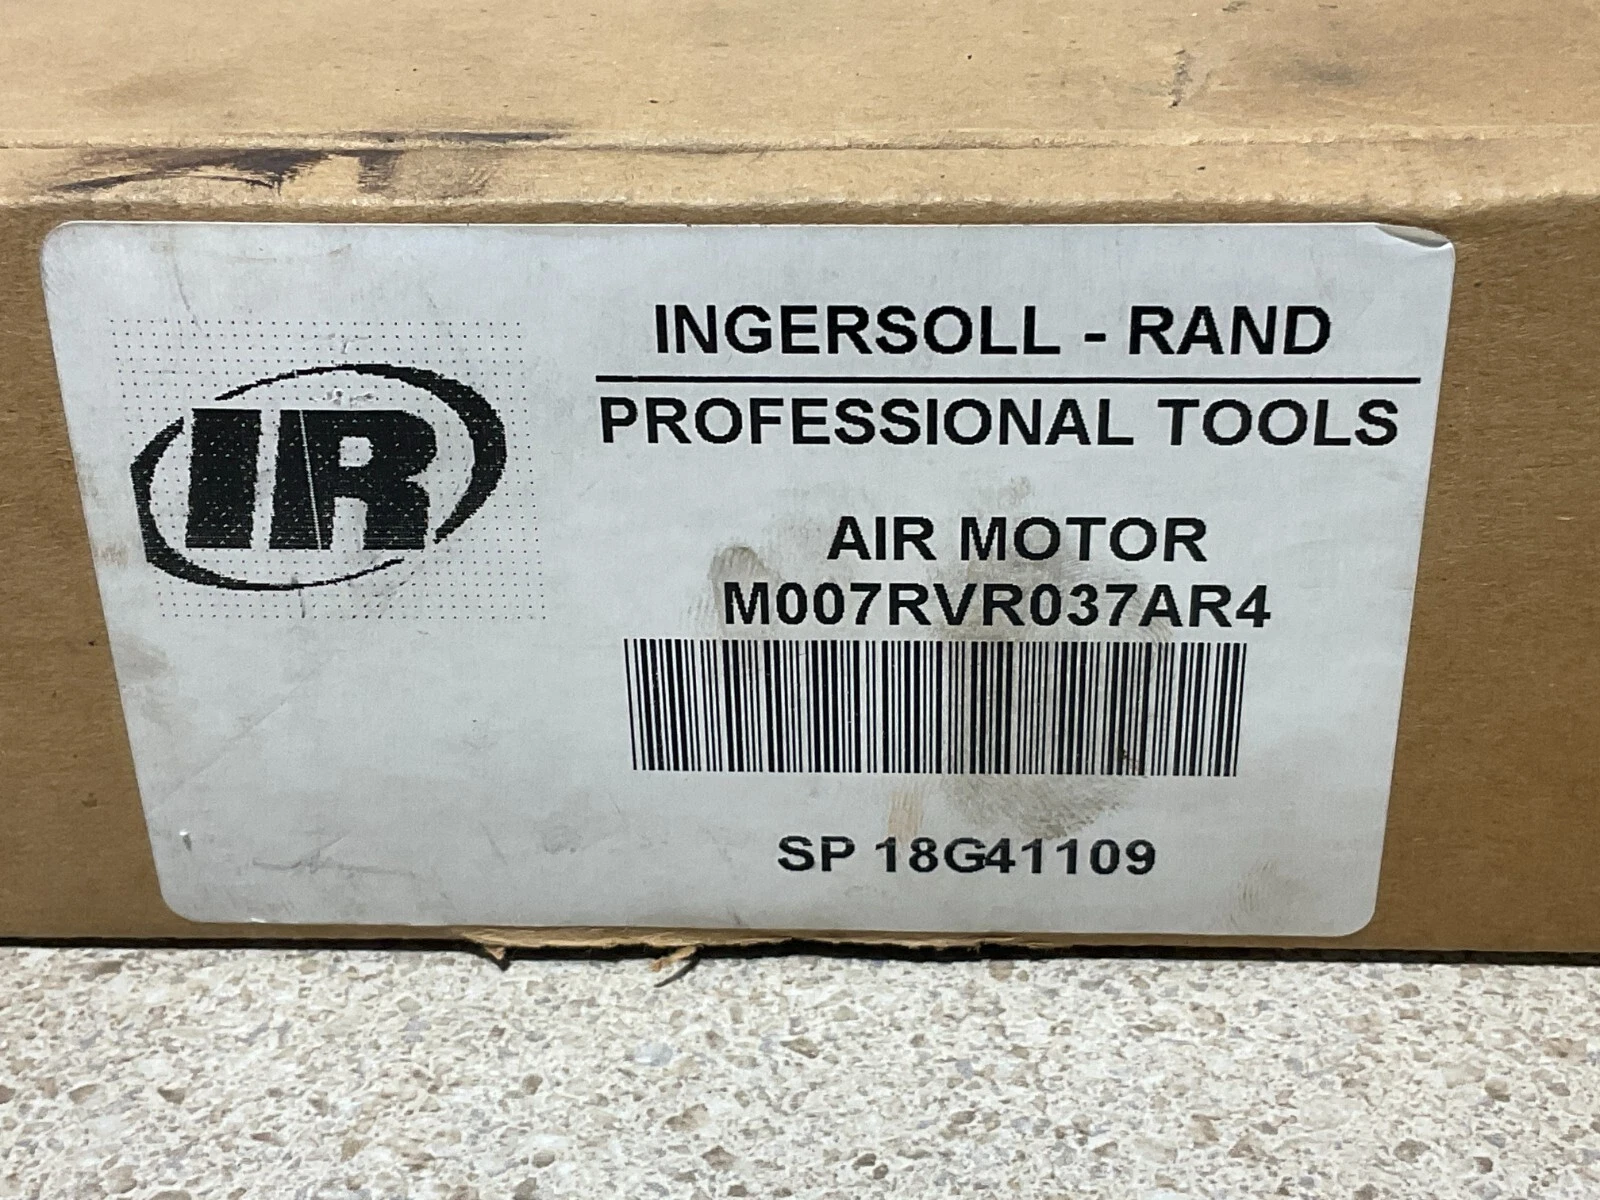 IR
INGERSOLL - RAND
PROFESSIONAL TOOLS
AIR MOTOR
M007RVR037AR4
SP 18G41109